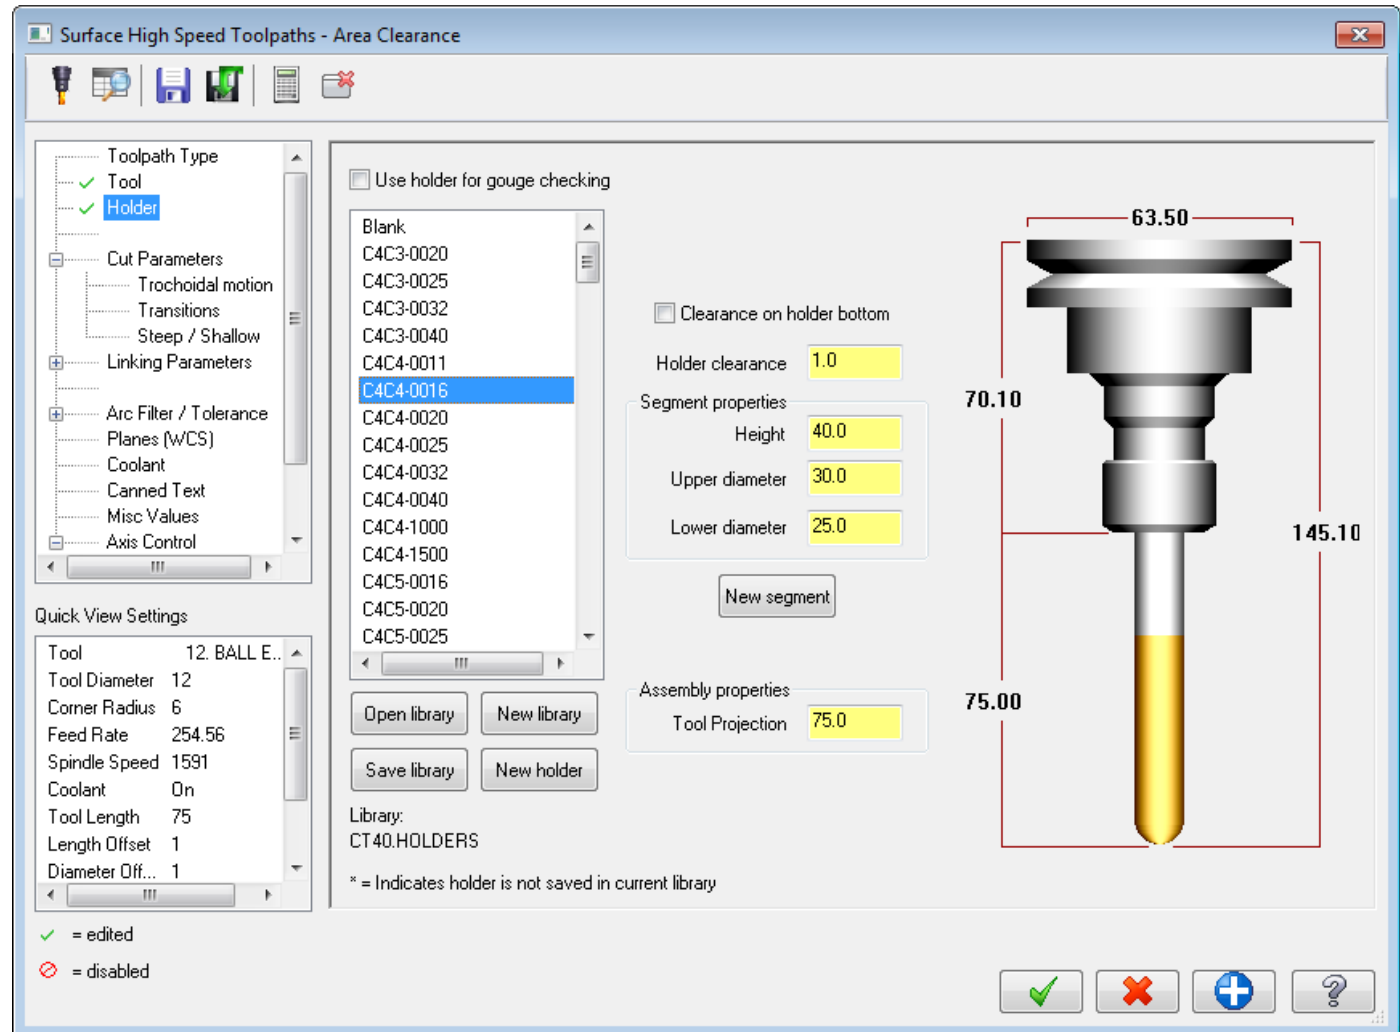 Surface High Speed Toolpaths - Area Clearance
Toolpath Type
Tool
Holder
Cut Parameters
Trochoidal motion
Transitions
Steep / Shallow
Linking Parameters
Arc Filter / Tolerance
Planes (WCS)
Coolant
Canned Text
Misc Values
Axis Control
Quick View Settings
Tool 12. BALL E...
Tool Diameter 12
Corner Radius 6
Feed Rate 254.56
Spindle Speed 1591
Coolant On
Tool Length 75
Length Offset 1
Diameter Off... 1
= edited
= disabled
Use holder for gouge checking
Blank
C4C3-0020
C4C3-0025
C4C3-0032
C4C3-0040
C4C4-0011
C4C4-0016
C4C4-0020
C4C4-0025
C4C4-0032
C4C4-0040
C4C4-1000
C4C4-1500
C4C5-0016
C4C5-0020
C4C5-0025
Open library New library
Save library New holder
Library:
CT40.HOLDERS
* = Indicates holder is not saved in current library
Clearance on holder bottom
Holder clearance 1.0
Segment properties
Height 40.0
Upper diameter 30.0
Lower diameter 25.0
New segment
Assembly properties
Tool Projection 75.0
63.50
70.10
145.10
75.00